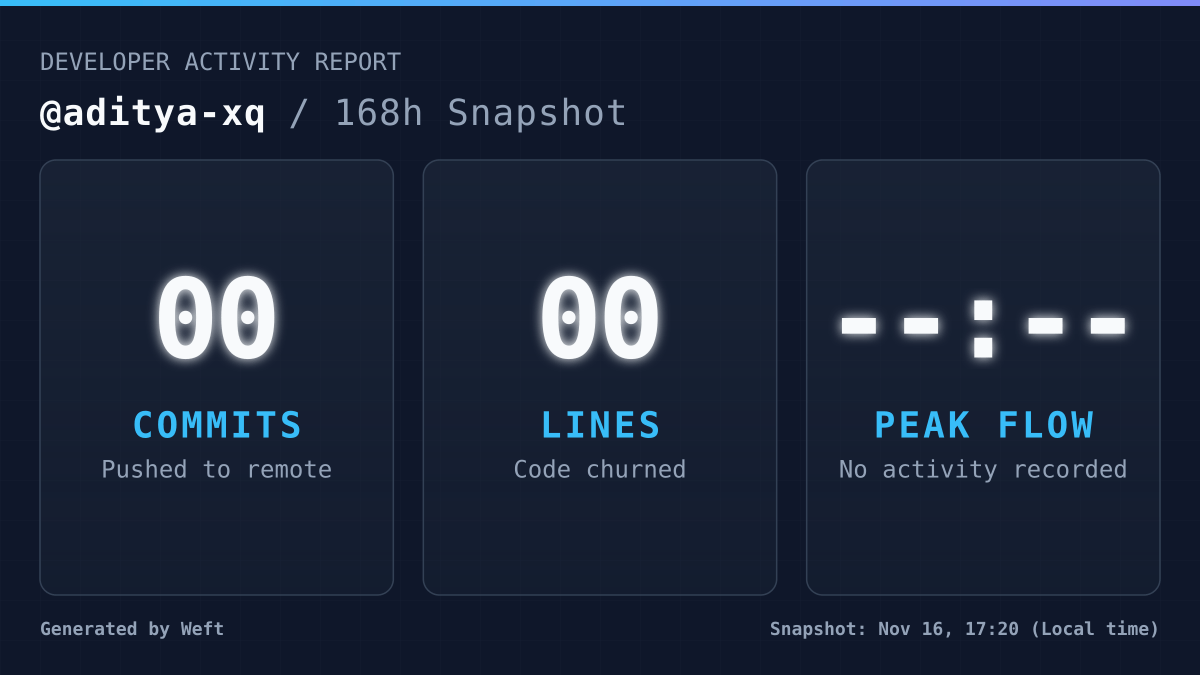 DEVELOPER ACTIVITY REPORT
@aditya-xq / 168h Snapshot
00
COMMITS
Pushed to remote
00
LINES
Code churned
--:--
PEAK FLOW
No activity recorded
Generated by Weft
Snapshot: Nov 16, 17:20 (Local time)